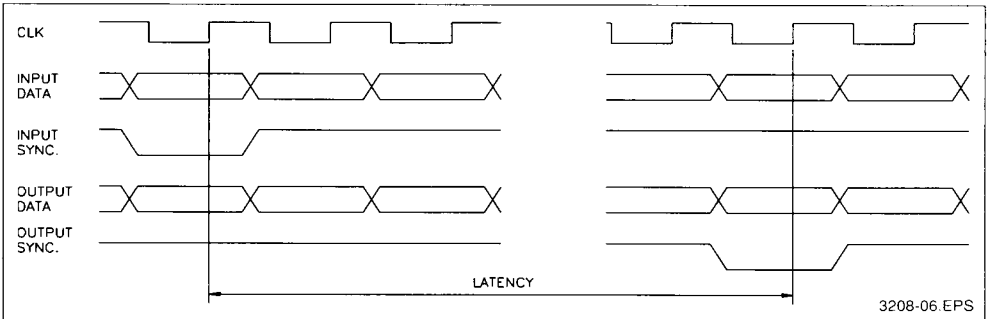 CLK
INPUT
DATA
INPUT
SYNC.
OUTPUT
DATA
OUTPUT
SYNC.
LATENCY
3208-06.EPS